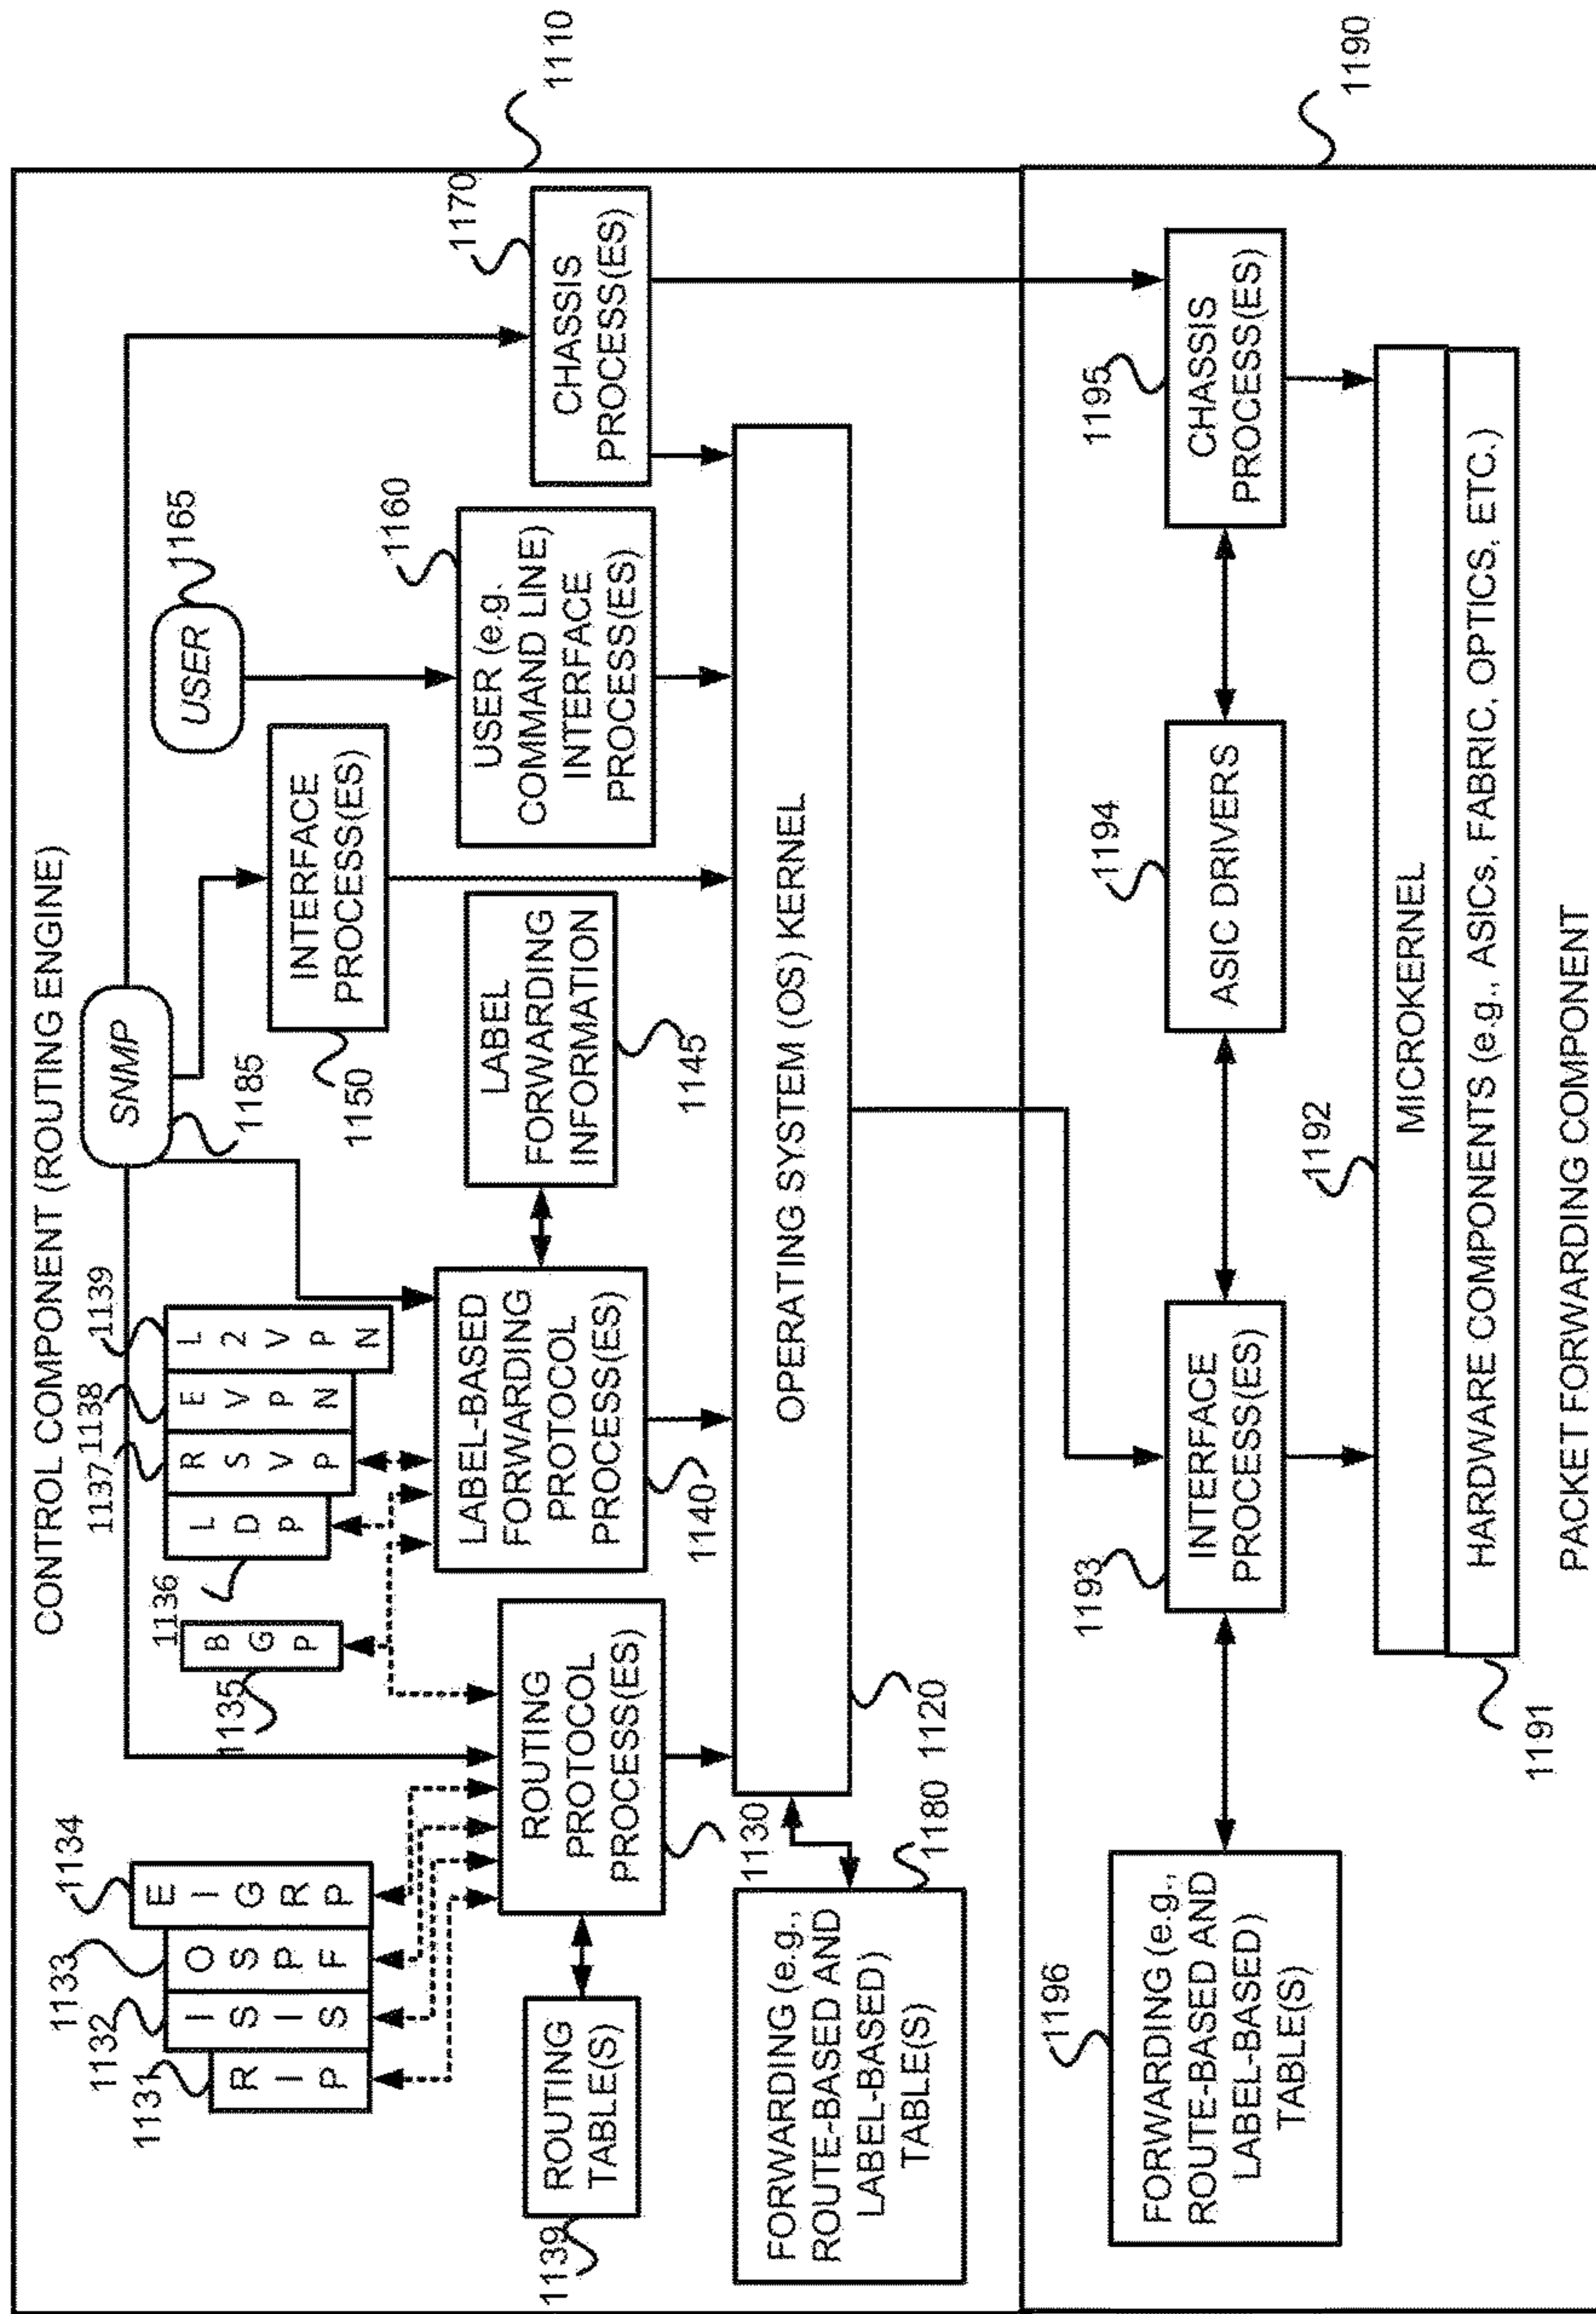 CONTROL COMPONENT (ROUTING ENGINE)
1110
SNMP
1185
USER
1165
1131
RIP
1132
ISIS
1133
OSPF
1134
EIGRP
1135
BGP
1136
LDP
1137
RSVP
1138
EVPN
1139
L2VPN
INTERFACE
PROCESS(ES)
1150
USER (e.g.
COMMAND LINE)
INTERFACE
PROCESS(ES)
1160
CHASSIS
PROCESS(ES)
1170
ROUTING
TABLE(S)
1139
ROUTING
PROTOCOL
PROCESS(ES)
1130
LABEL-BASED
FORWARDING
PROTOCOL
PROCESS(ES)
1140
LABEL
FORWARDING
INFORMATION
1145
FORWARDING (e.g.,
ROUTE-BASED AND
LABEL-BASED)
TABLE(S)
1180
OPERATING SYSTEM (OS) KERNEL
1120
1190
FORWARDING (e.g.,
ROUTE-BASED AND
LABEL-BASED)
TABLE(S)
1196
INTERFACE
PROCESS(ES)
1193
ASIC DRIVERS
1194
CHASSIS
PROCESS(ES)
1195
MICROKERNEL
1192
HARDWARE COMPONENTS (e.g., ASICs, FABRIC, OPTICS, ETC.)
1191
PACKET FORWARDING COMPONENT